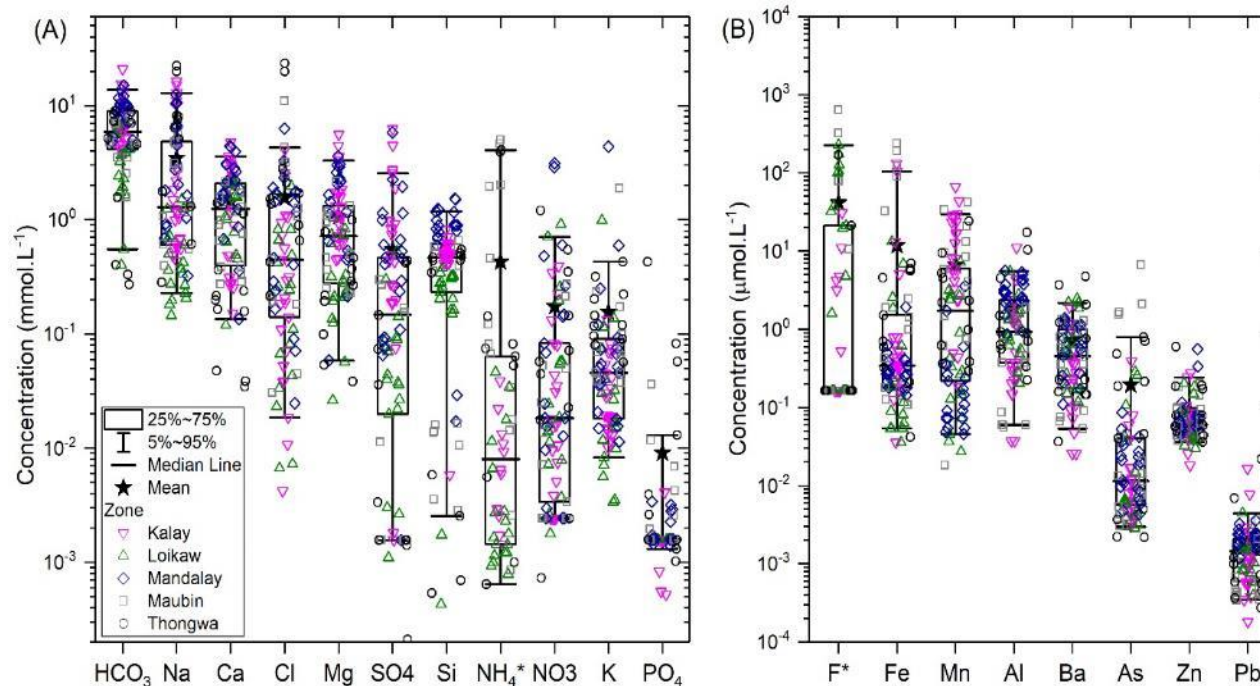 (A)
Concentration (mmol.L⁻¹)
10¹
10⁰
10⁻¹
10⁻²
10⁻³
25%~75%
5%~95%
Median Line
Mean
Zone
Kalay
Loikaw
Mandalay
Maubin
Thongwa
HCO₃ Na Ca Cl Mg SO4 Si NH₄* NO3 K PO₄
(B)
Concentration (μmol.L⁻¹)
10⁴
10³
10²
10¹
10⁰
10⁻¹
10⁻²
10⁻³
10⁻⁴
F* Fe Mn Al Ba As Zn Pb